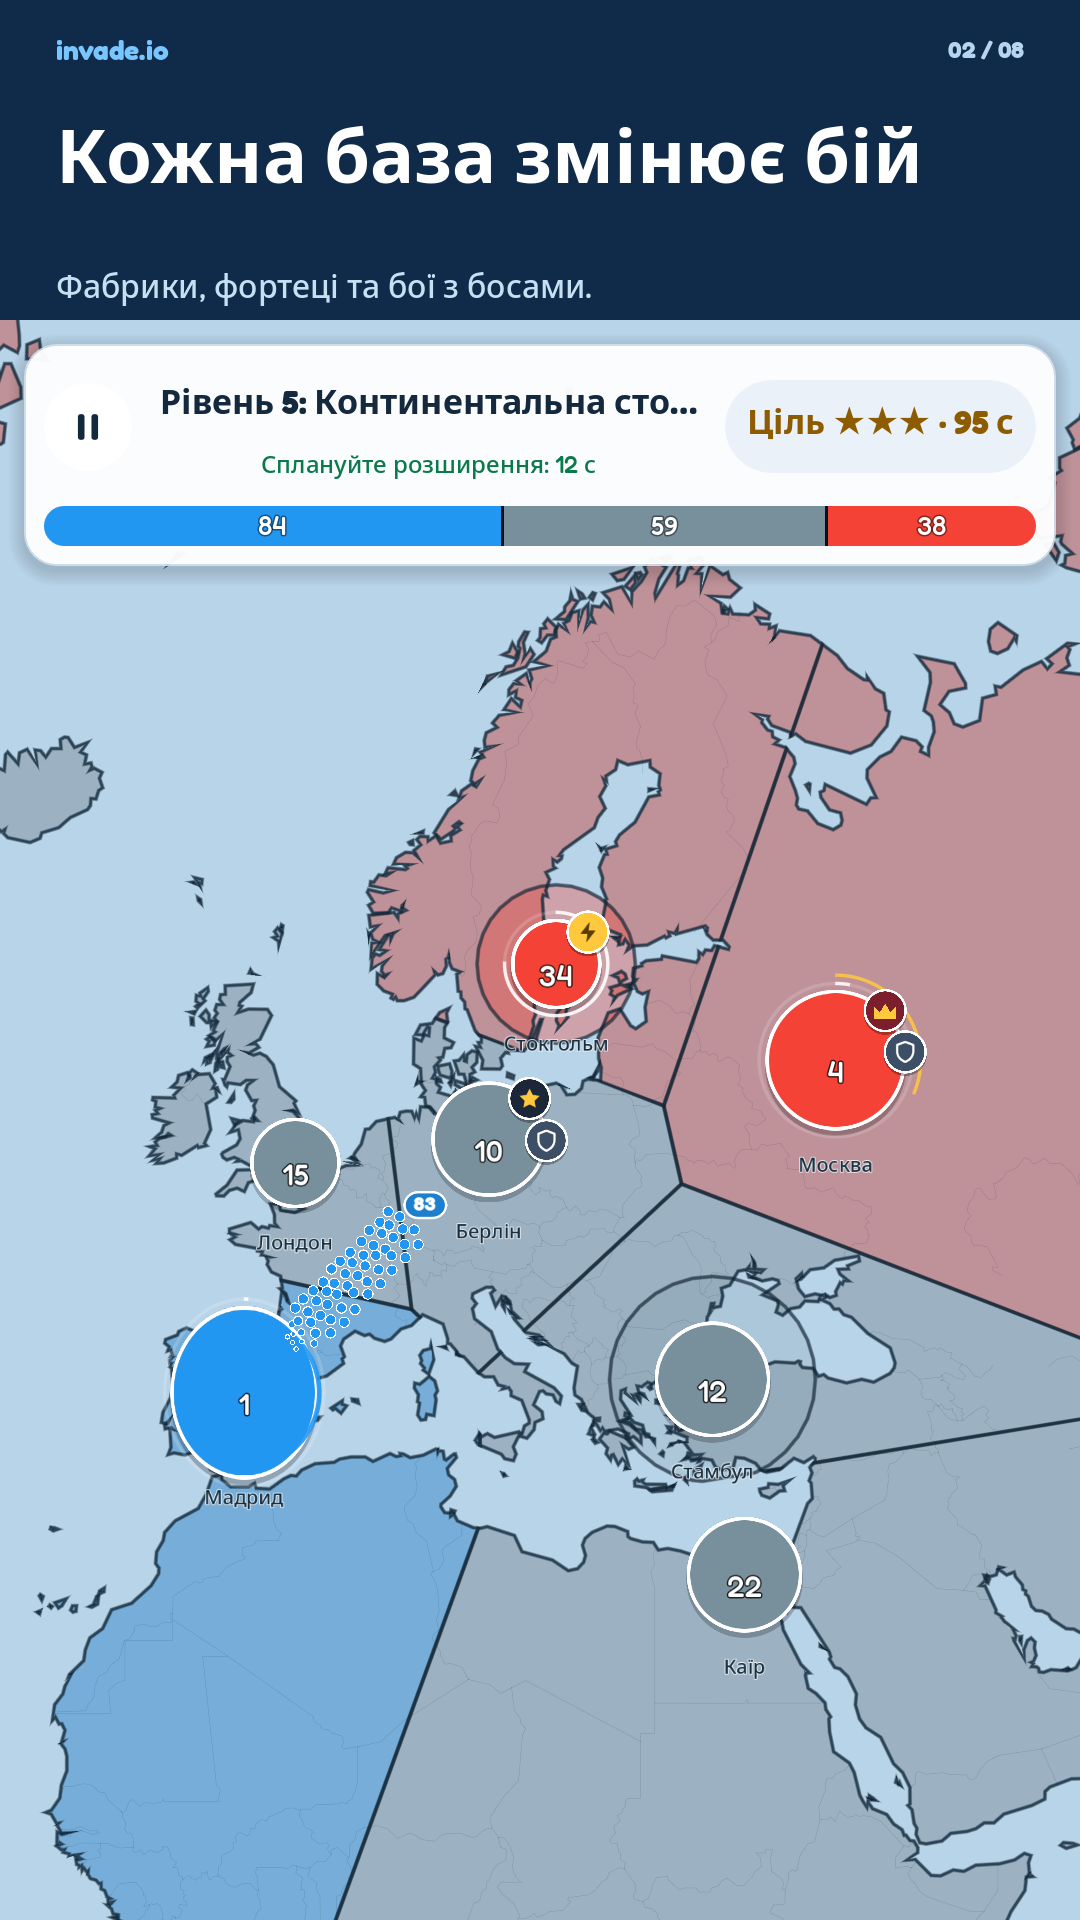 invade.io
02 / 08
Кожна база змінює бій
Фабрики, фортеці та бої з босами.
Рівень 5: Континентальна сто...
Ціль ★★★ · 95 с
Сплануйте розширення: 12 с
84
59
38
34
Стокгольм
4
Москва
10
Берлін
15
Лондон
83
1
Мадрид
12
Стамбул
22
Каїр